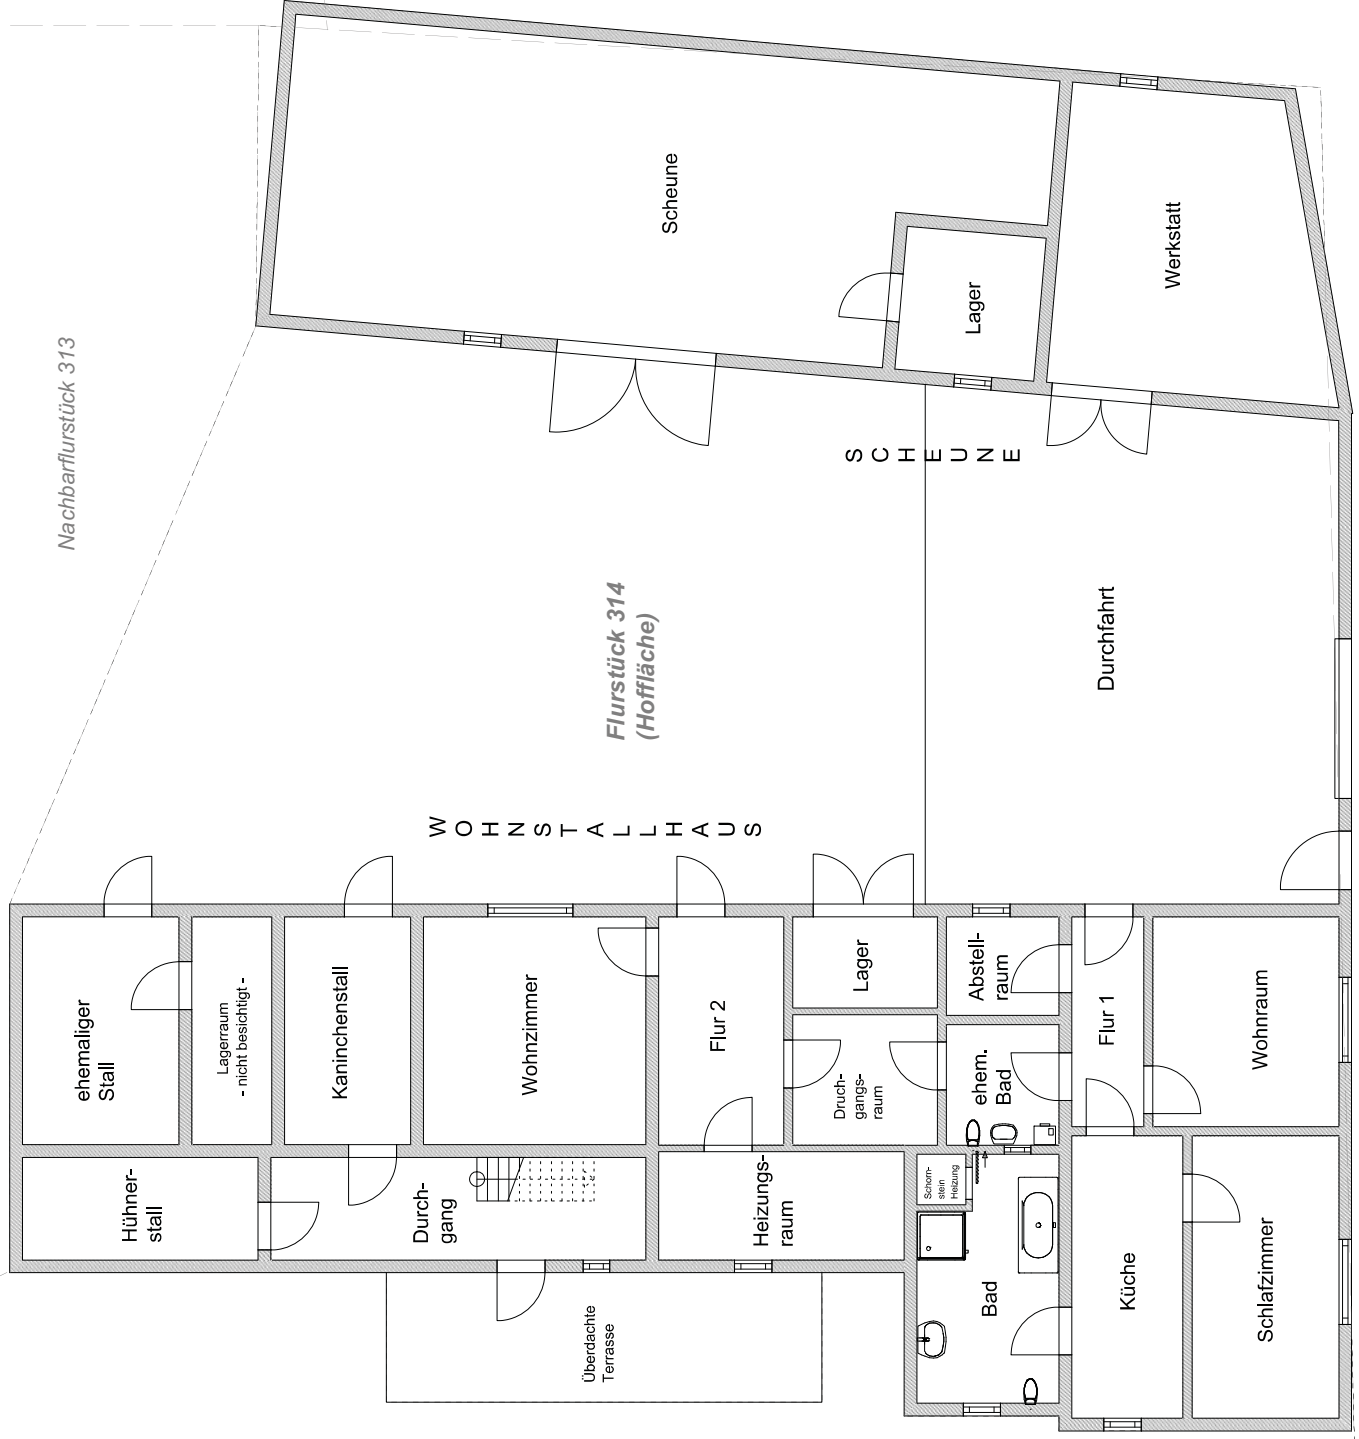 Nachbarflurstück 313
Scheune
Lager
Werkstatt
SCHEUNE
Flurstück 314
(Hoffläche)
Durchfahrt
WOHNSTALLHAUS
ehemaliger
Stall
Lagerraum
- nicht besichtigt -
Kaninchenstall
Wohnzimmer
Flur 2
Lager
Druch-
gangs-
raum
Abstell-
raum
ehem.
Bad
Flur 1
Wohnraum
Hühner-
stall
Durch-
gang
Heizungs-
raum
Schorn-
stein
Heizung
Bad
Küche
Schlafzimmer
Überdachte
Terrasse